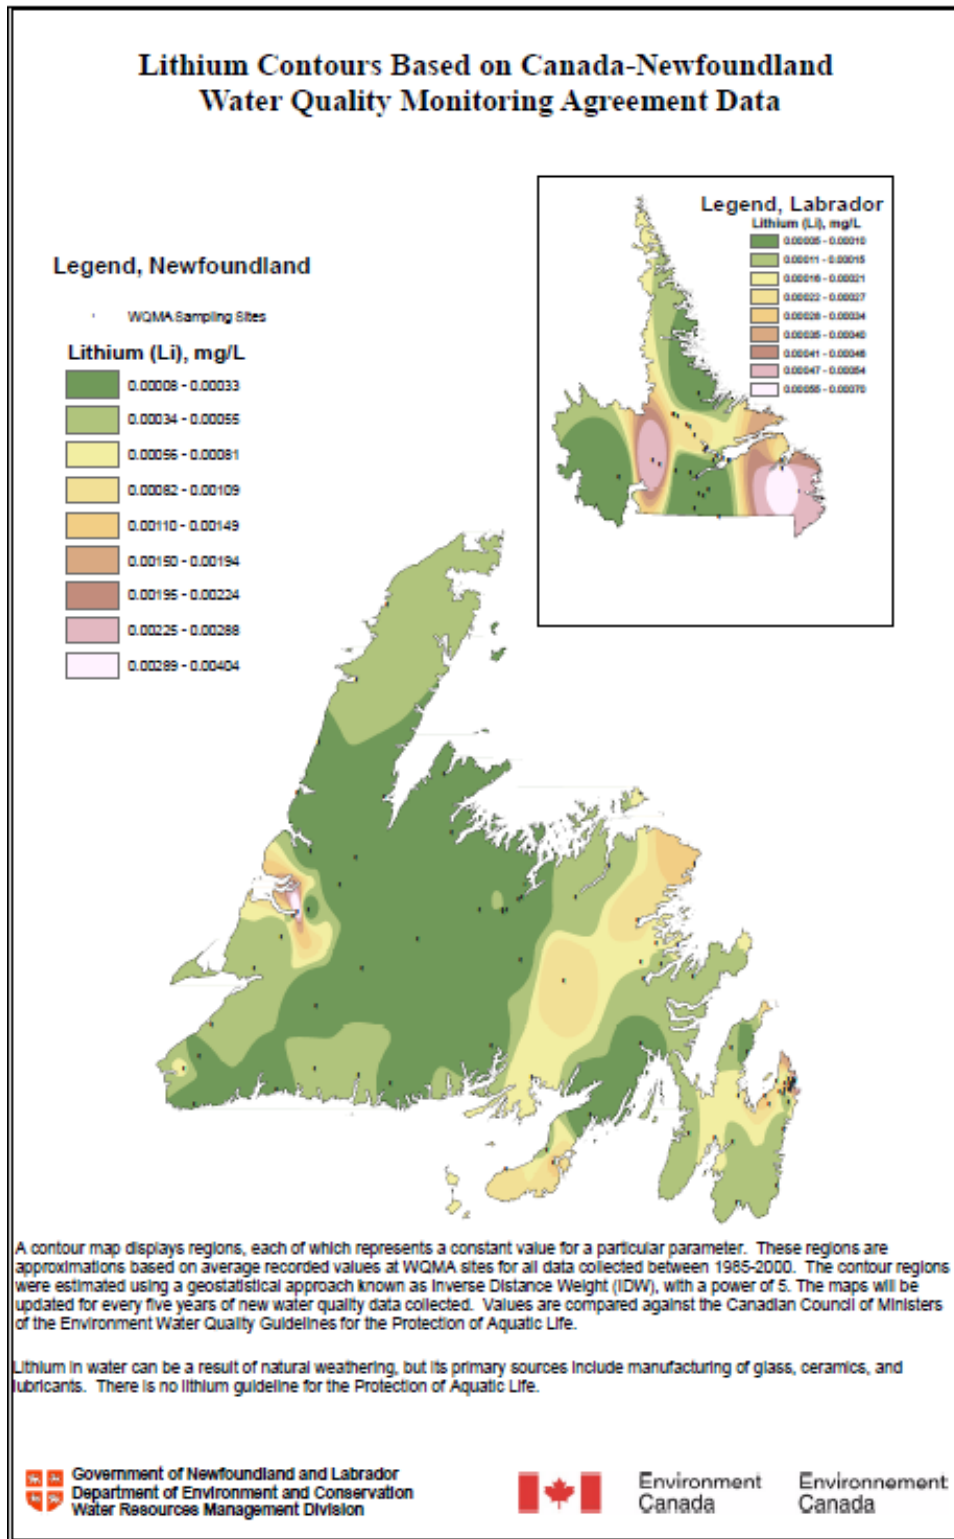 Lithium Contours Based on Canada-Newfoundland
Water Quality Monitoring Agreement Data
Legend, Labrador
Lithium (Li), mg/L
0.00005 - 0.00010
0.00011 - 0.00015
0.00016 - 0.00021
0.00022 - 0.00027
0.00028 - 0.00034
0.00035 - 0.00040
0.00041 - 0.00046
0.00047 - 0.00054
0.00055 - 0.00070
Legend, Newfoundland
WQMA Sampling Sites
Lithium (Li), mg/L
0.00008 - 0.00033
0.00034 - 0.00055
0.00056 - 0.00081
0.00082 - 0.00109
0.00110 - 0.00149
0.00150 - 0.00194
0.00195 - 0.00224
0.00225 - 0.00288
0.00289 - 0.00404
A contour map displays regions, each of which represents a constant value for a particular parameter. These regions are
approximations based on average recorded values at WQMA sites for all data collected between 1985-2000. The contour regions
were estimated using a geostatistical approach known as Inverse Distance Weight (IDW), with a power of 5. The maps will be
updated for every five years of new water quality data collected. Values are compared against the Canadian Council of Ministers
of the Environment Water Quality Guidelines for the Protection of Aquatic Life.
Lithium in water can be a result of natural weathering, but its primary sources include manufacturing of glass, ceramics, and
lubricants. There is no lithium guideline for the Protection of Aquatic Life.
Government of Newfoundland and Labrador
Department of Environment and Conservation
Water Resources Management Division
Environment
Canada
Environnement
Canada